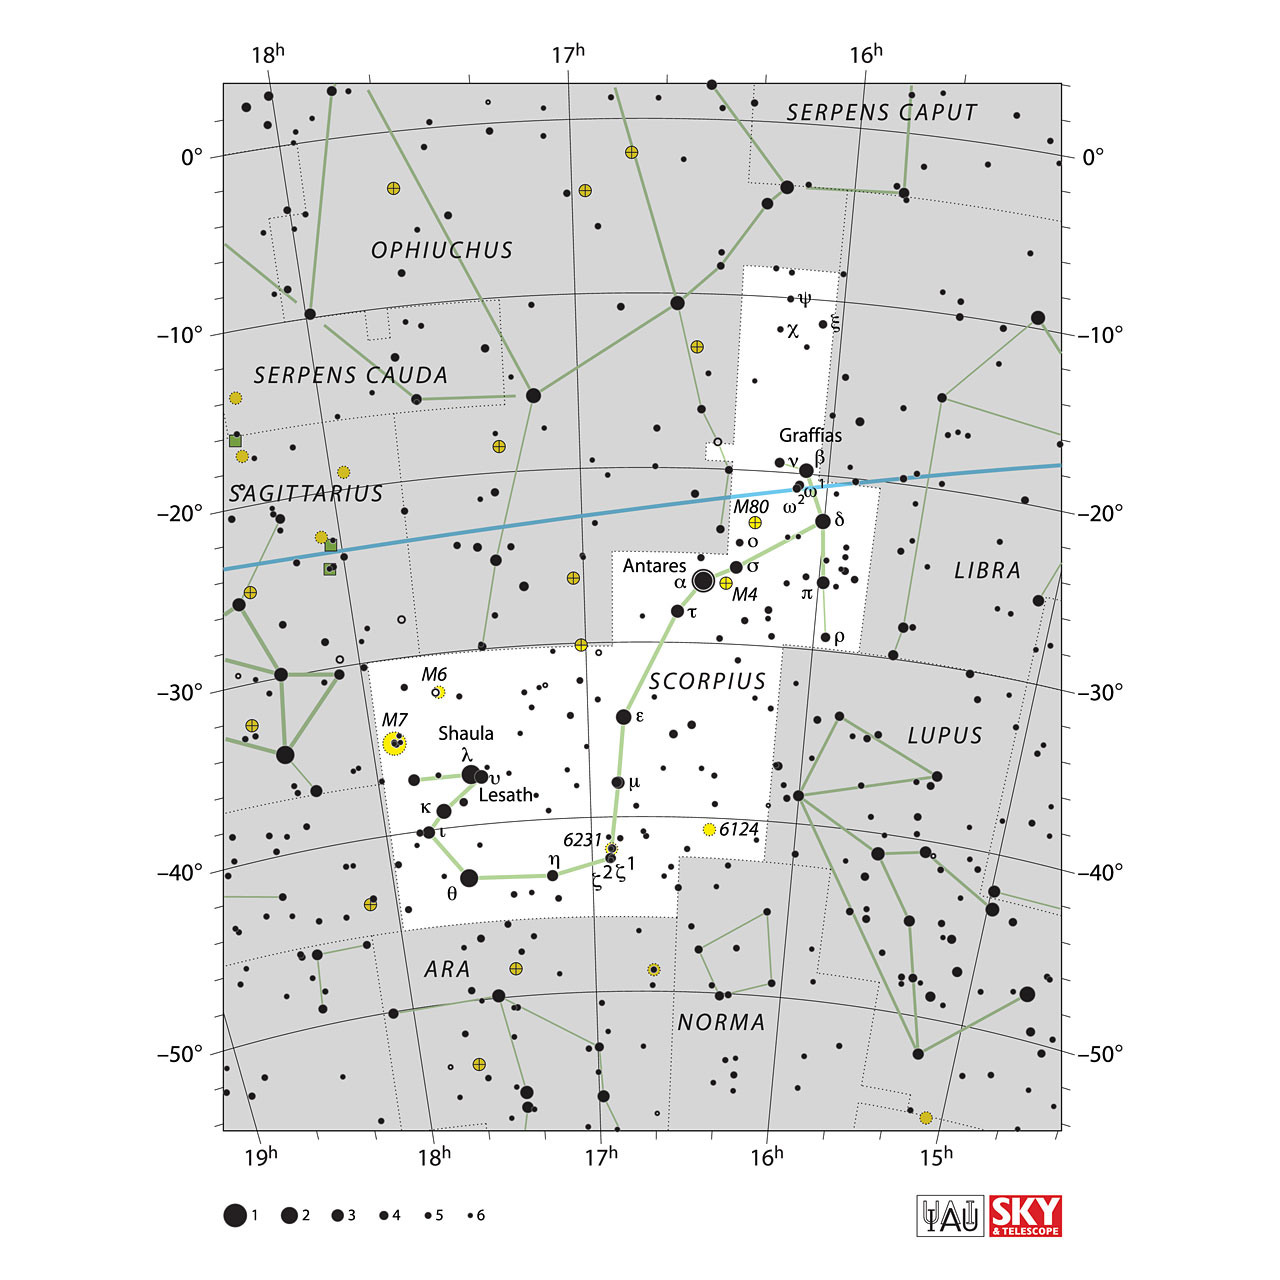 18h 17h 16h
SERPENS CAPUT
0° 0°
OPHIUCHUS
ψ
–10° χ ξ –10°
SERPENS CAUDA
Graffias
ν β
SAGITTARIUS
ω1
M80 ω2
–20° δ –20°
ο
Antares σ LIBRA
α
M4 π
τ
ρ
M6 SCORPIUS
–30° –30°
M7 ε
Shaula LUPUS
λ
υ μ
Lesath
κ
ι 6231 6124
η
–40° ζ2 ζ1 –40°
θ
ARA
NORMA
–50° –50°
19h 18h 17h 16h 15h
1 2 3 4 5 6
IAU SKY
& TELESCOPE